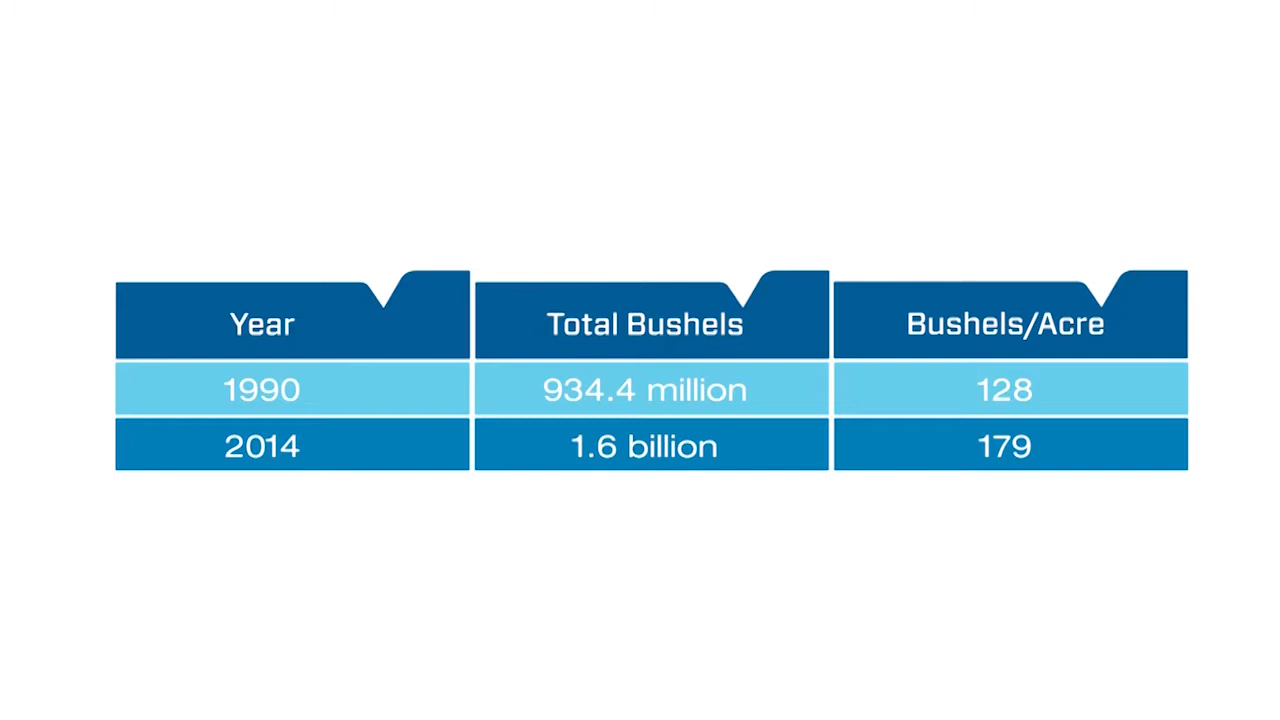 Year Total Bushels Bushels/Acre
1990 934.4 million 128
2014 1.6 billion 179